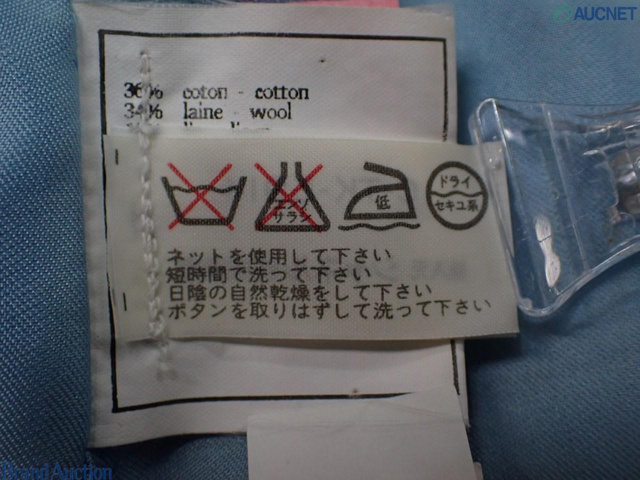 AUCNET
36% coton - cotton
34% laine - wool
エンソ
サラシ
低
ドライ
セキユ系
ネットを使用して下さい
短時間で洗って下さい
日陰の自然乾燥をして下さい
ボタンを取りはずして洗って下さい
Brand Auction